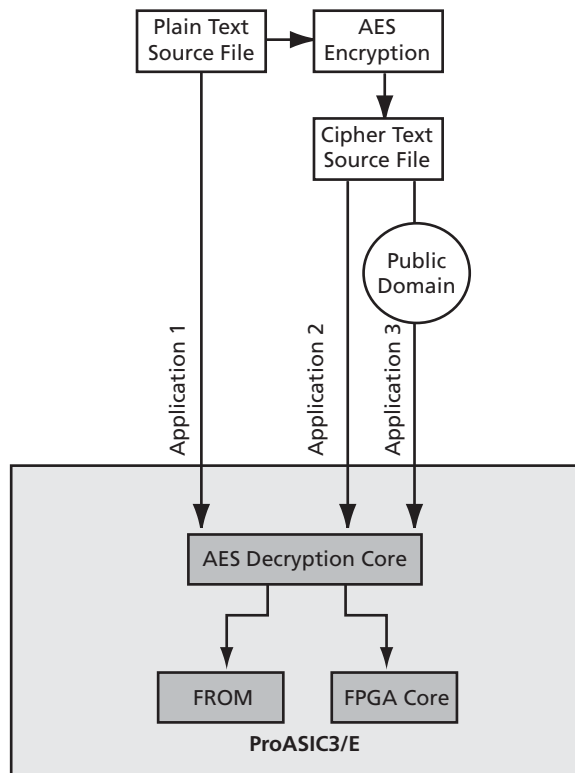 Plain Text
Source File
AES
Encryption
Cipher Text
Source File
Public
Domain
Application 1
Application 2
Application 3
AES Decryption Core
FROM
FPGA Core
ProASIC3/E